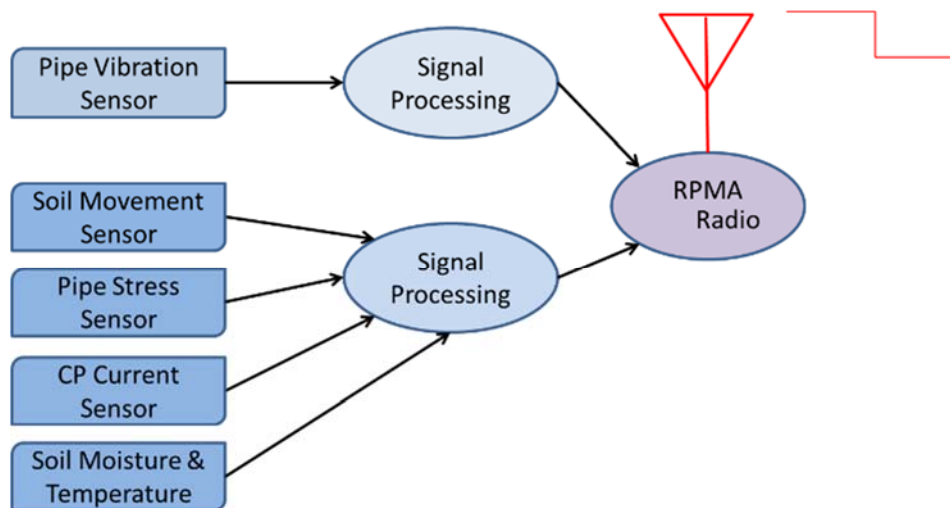 Pipe Vibration
Sensor
Signal
Processing
RPMA
Radio
Soil Movement
Sensor
Pipe Stress
Sensor
Signal
Processing
CP Current
Sensor
Soil Moisture &
Temperature